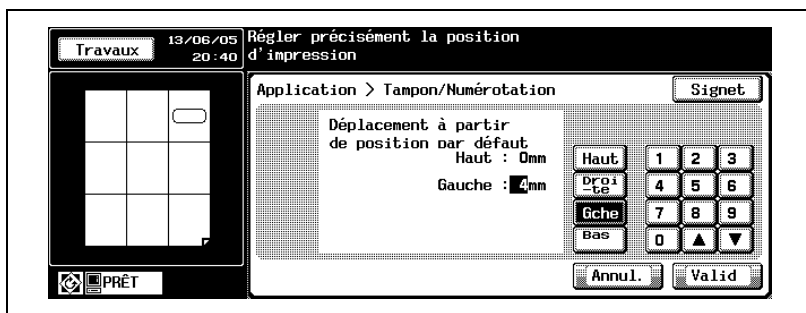 Travaux
13/06/05
20:40
Régler précisément la position
d'impression
Application > Tampon/Numérotation
Signet
Déplacement à partir
de position par défaut
Haut : 0mm
Gauche : 4mm
Haut
Droi
-te
Gche
Bas
1 2 3
4 5 6
7 8 9
0 ▲ ▼
PRÊT
Annul.
Valid